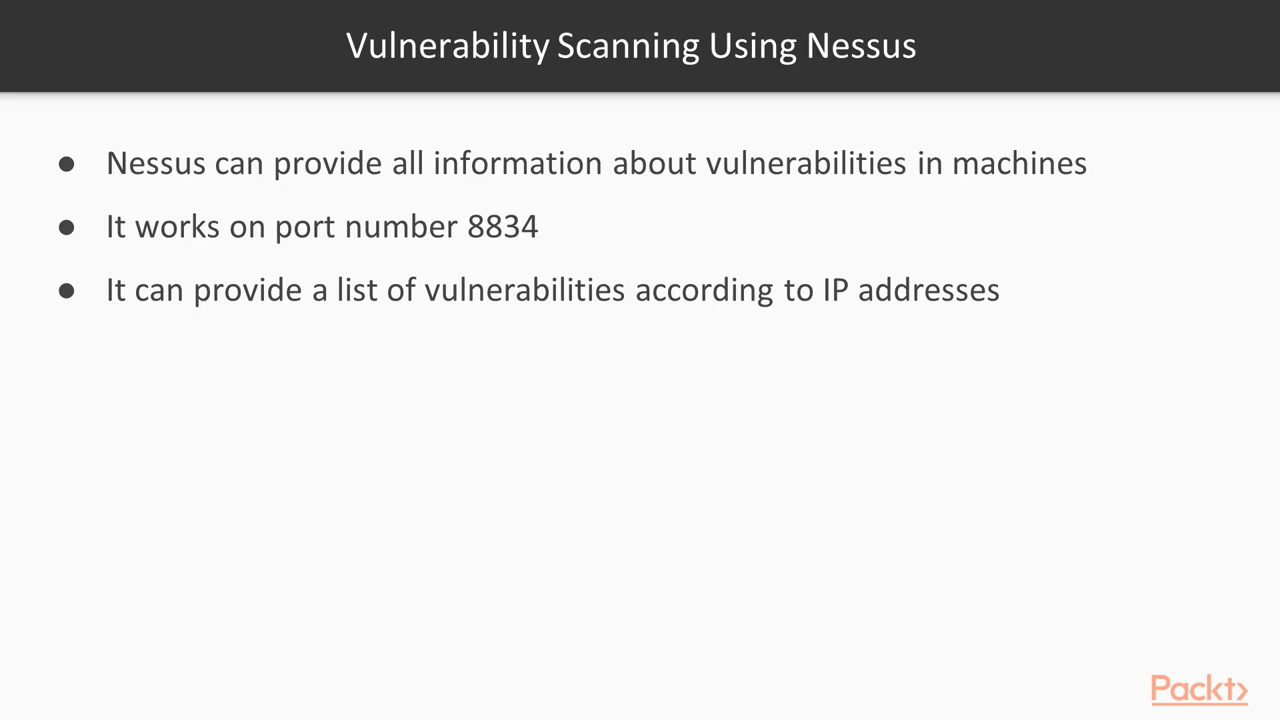 Vulnerability Scanning Using Nessus
● Nessus can provide all information about vulnerabilities in machines
● It works on port number 8834
● It can provide a list of vulnerabilities according to IP addresses
Packt>